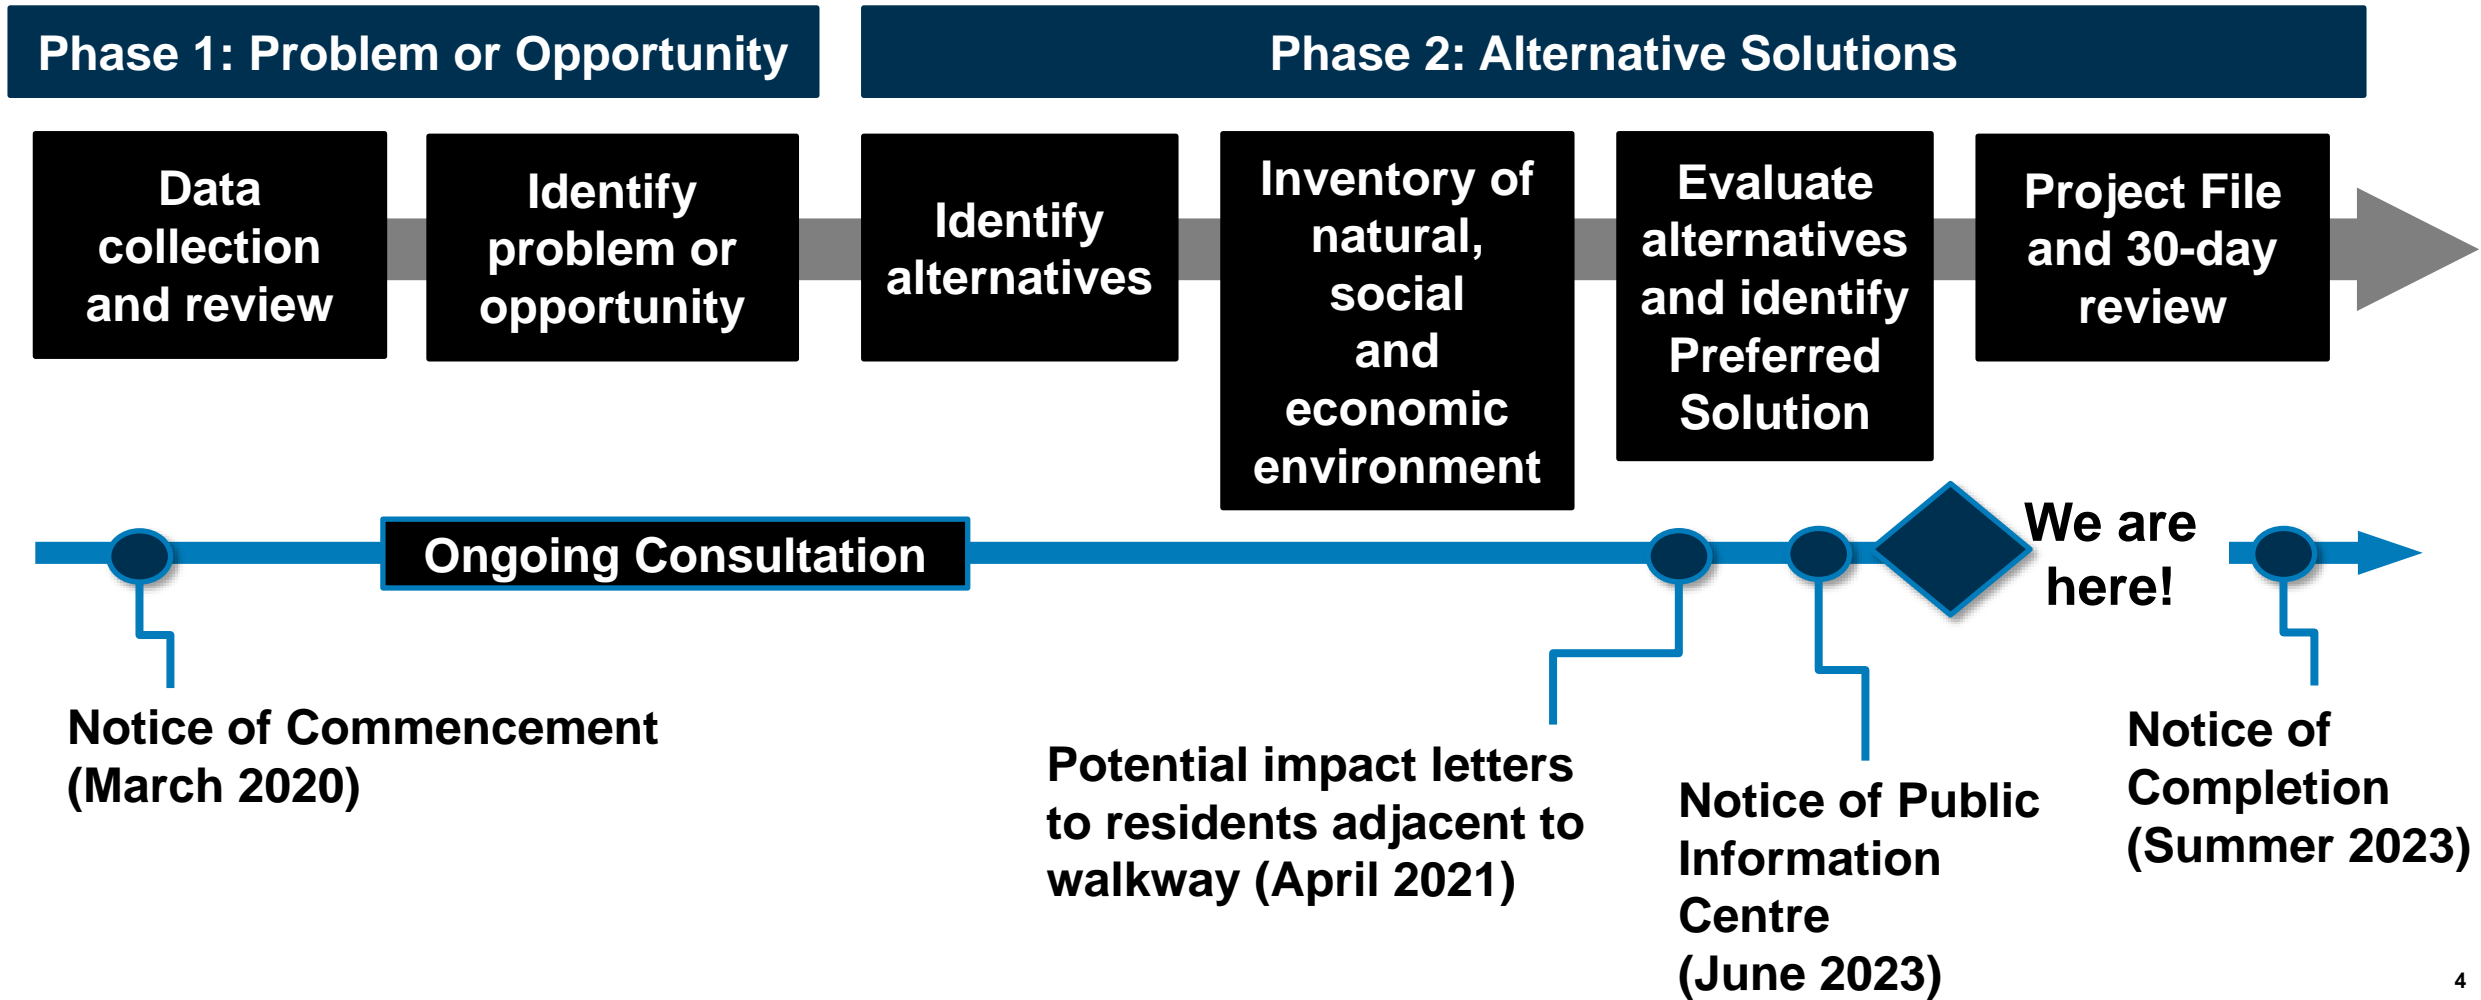 Phase 1: Problem or Opportunity
Phase 2: Alternative Solutions
Data
collection
and review
Identify
problem or
opportunity
Identify
alternatives
Inventory of
natural,
social
and
economic
environment
Evaluate
alternatives
and identify
Preferred
Solution
Project File
and 30-day
review
Ongoing Consultation
We are
here!
Notice of Commencement
(March 2020)
Potential impact letters
to residents adjacent to
walkway (April 2021)
Notice of Public
Information
Centre
(June 2023)
Notice of
Completion
(Summer 2023)
4